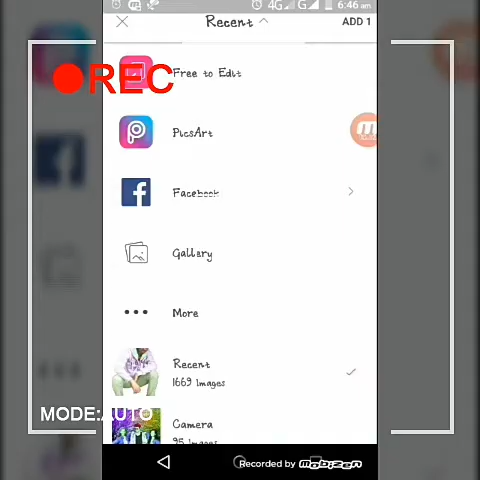 4G G 6:46 am
Recent ADD 1
Free to Edit
REC
PicsArt
Facebook
Gallery
More
Recent
1669 Images
MODE:AUTO
Camera
95 Images
Recorded by mobizen